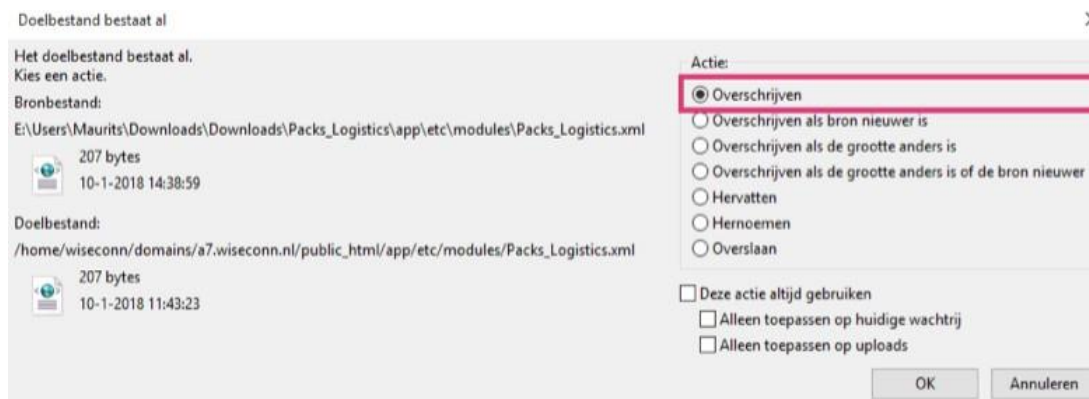 Doelbestand bestaat al
Het doelbestand bestaat al.
Kies een actie.
Bronbestand:
E:\Users\Maurits\Downloads\Downloads\Packs_Logistics\app\etc\modules\Packs_Logistics.xml
207 bytes
10-1-2018 14:38:59
Doelbestand:
/home/wiseconn/domains/a7.wiseconn.nl/public_html/app/etc/modules/Packs_Logistics.xml
207 bytes
10-1-2018 11:43:23
Actie:
Overschrijven
Overschrijven als bron nieuwer is
Overschrijven als de grootte anders is
Overschrijven als de grootte anders is of de bron nieuwer
Hervatten
Hernoemen
Overslaan
Deze actie altijd gebruiken
Alleen toepassen op huidige wachtrij
Alleen toepassen op uploads
OK
Annuleren